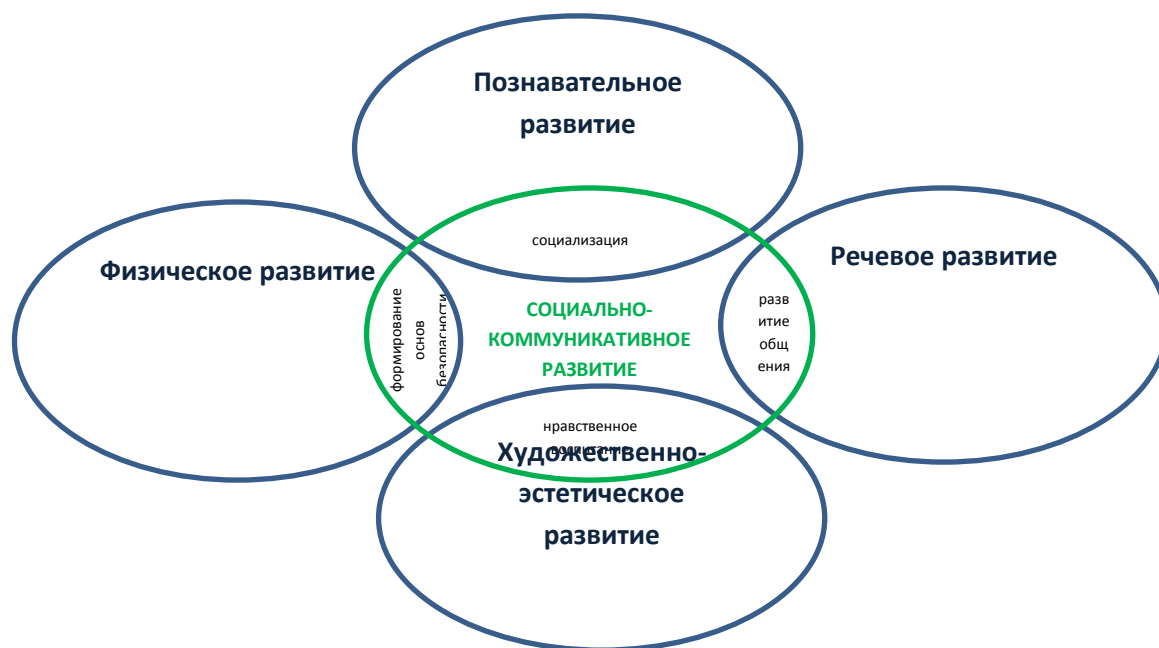 Познавательное
развитие
социализация
Физическое развитие
Речевое развитие
формирование
основ
безопасности
СОЦИАЛЬНО-
КОММУНИКАТИВНОЕ
РАЗВИТИЕ
разв
итие
общ
ения
нравственное
воспитание
Художественно-
эстетическое
развитие